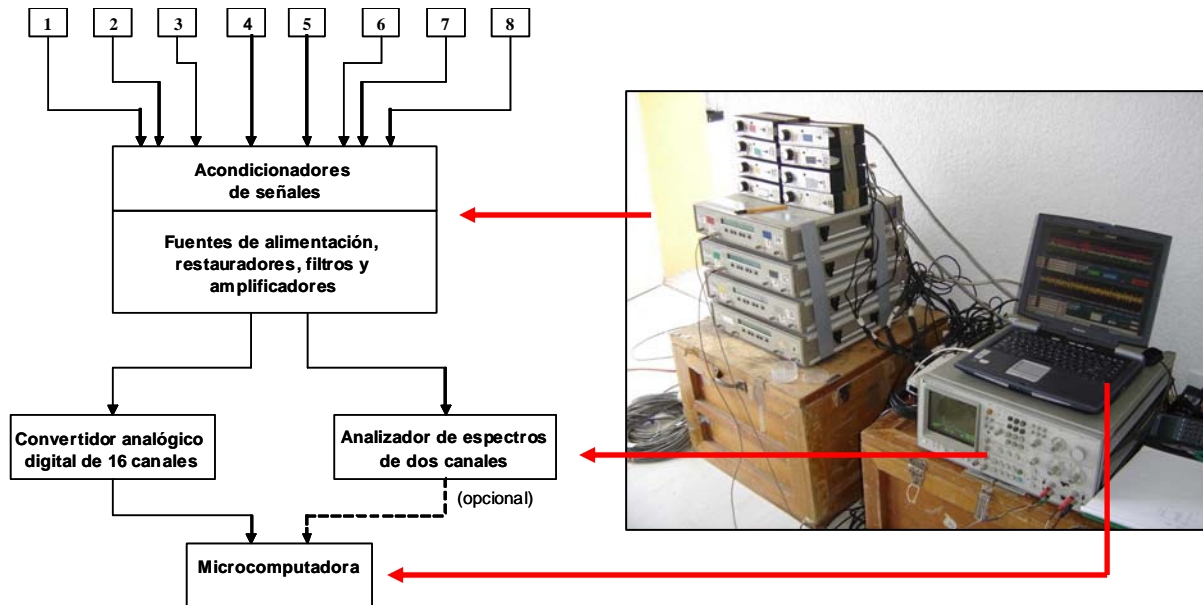 1 2 3 4 5 6 7 8
Acondicionadores
de señales
Fuentes de alimentación,
restauradores, filtros y
amplificadores
Convertidor analógico
digital de 16 canales
Analizador de espectros
de dos canales
(opcional)
Microcomputadora